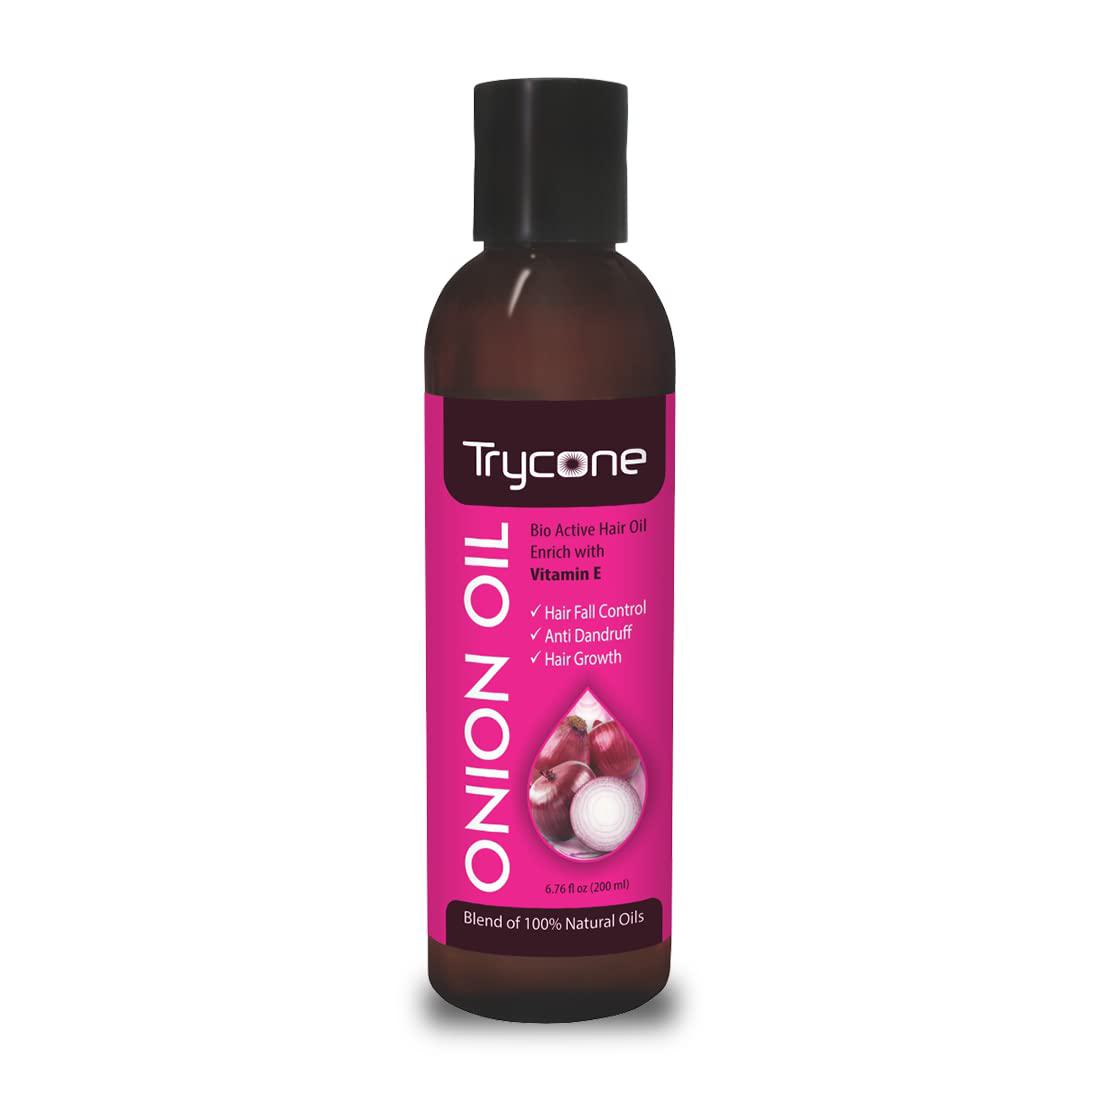 Trycone
ONION OIL
Bio Active Hair Oil
Enrich with
Vitamin E
✓ Hair Fall Control
✓ Anti Dandruff
✓ Hair Growth
6.76 fl oz (200 ml)
Blend of 100% Natural Oils